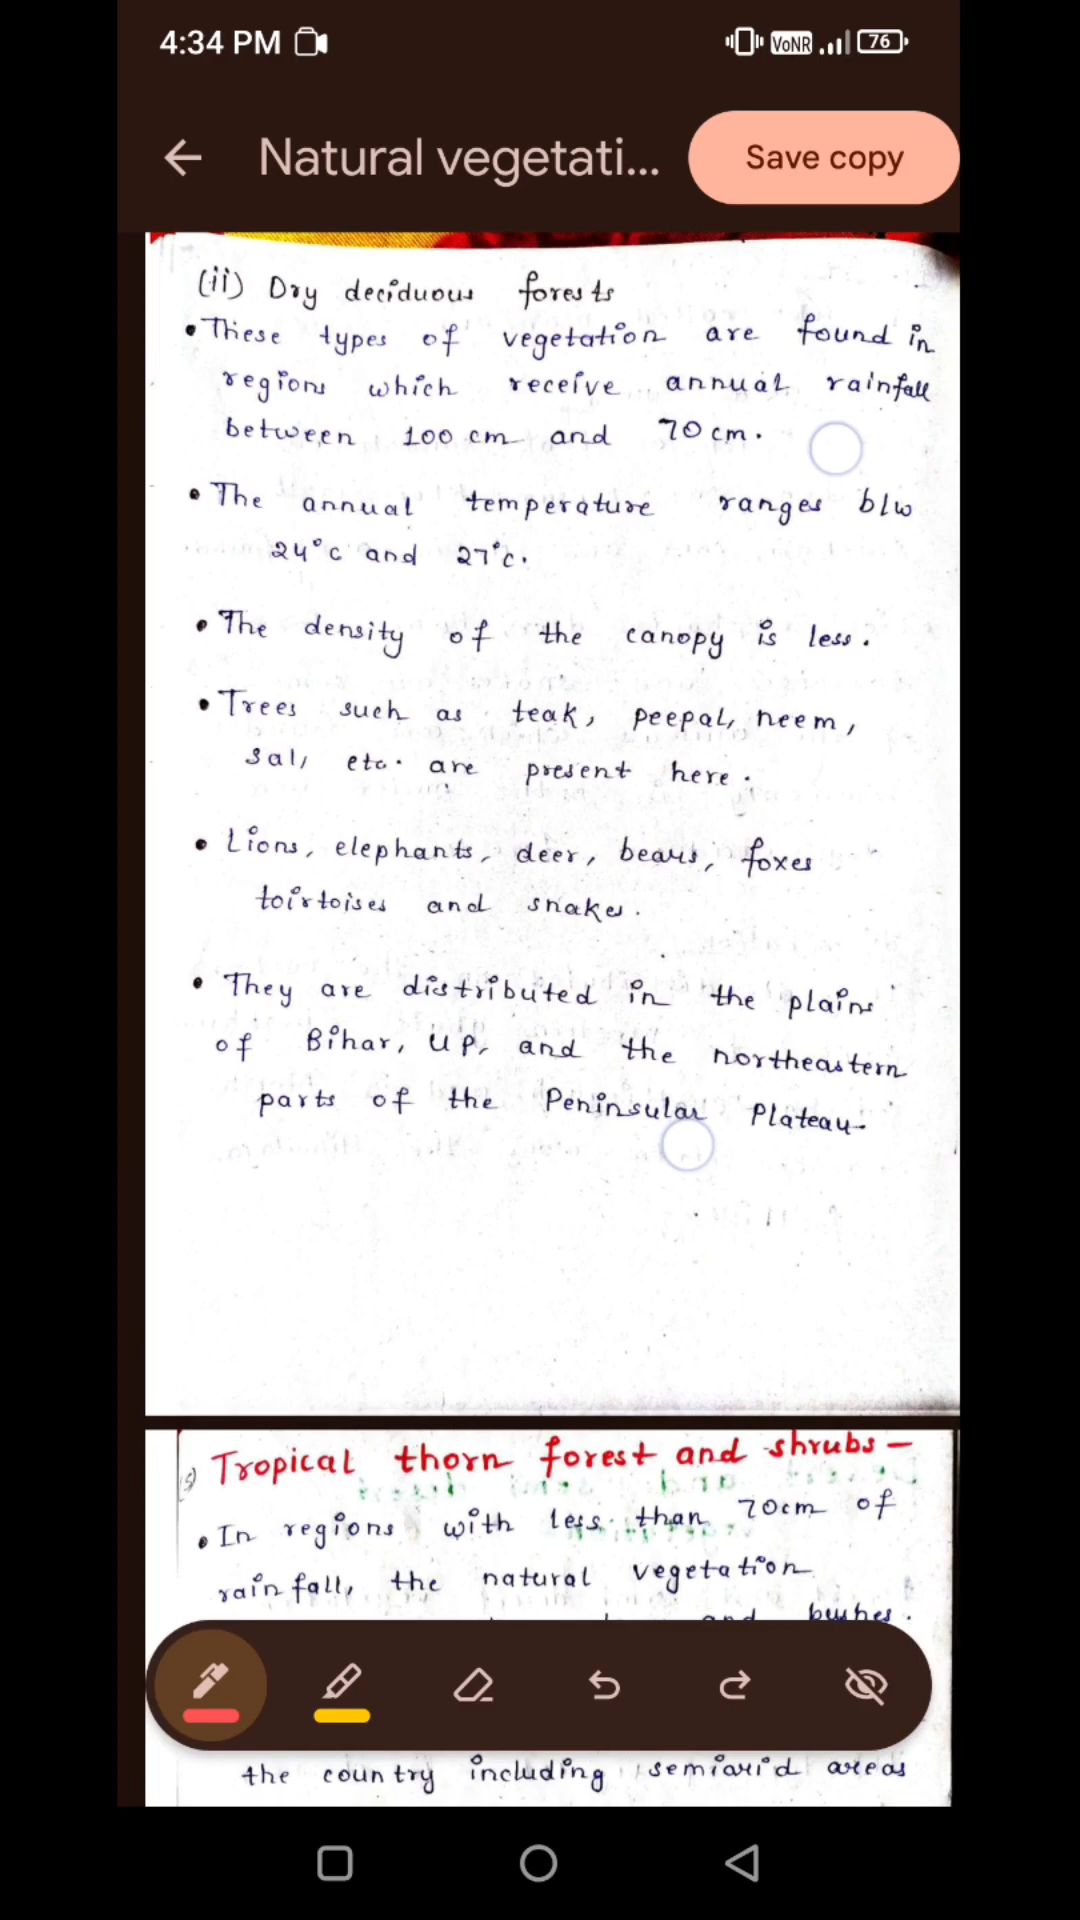 4:34 PM
VoNR
76
Natural vegetati...
Save copy
(ii) Dry deciduous forests
• These types of vegetation are found in
regions which receive annual rainfall
between 100 cm and 70 cm.
• The annual temperature ranges b/w
24°c and 27°c.
• The density of the canopy is less.
• Trees such as teak, peepal, neem,
sal, etc. are present here.
• Lions, elephants, deer, bears, foxes
toirtoises and snakes.
• They are distributed in the plains
of Bihar, UP, and the northeastern
parts of the Peninsular Plateau.
Tropical thorn forest and shrubs -
• In regions with less than 70cm of
rainfall, the natural vegetation
and bushes.
the country including semiarid areas